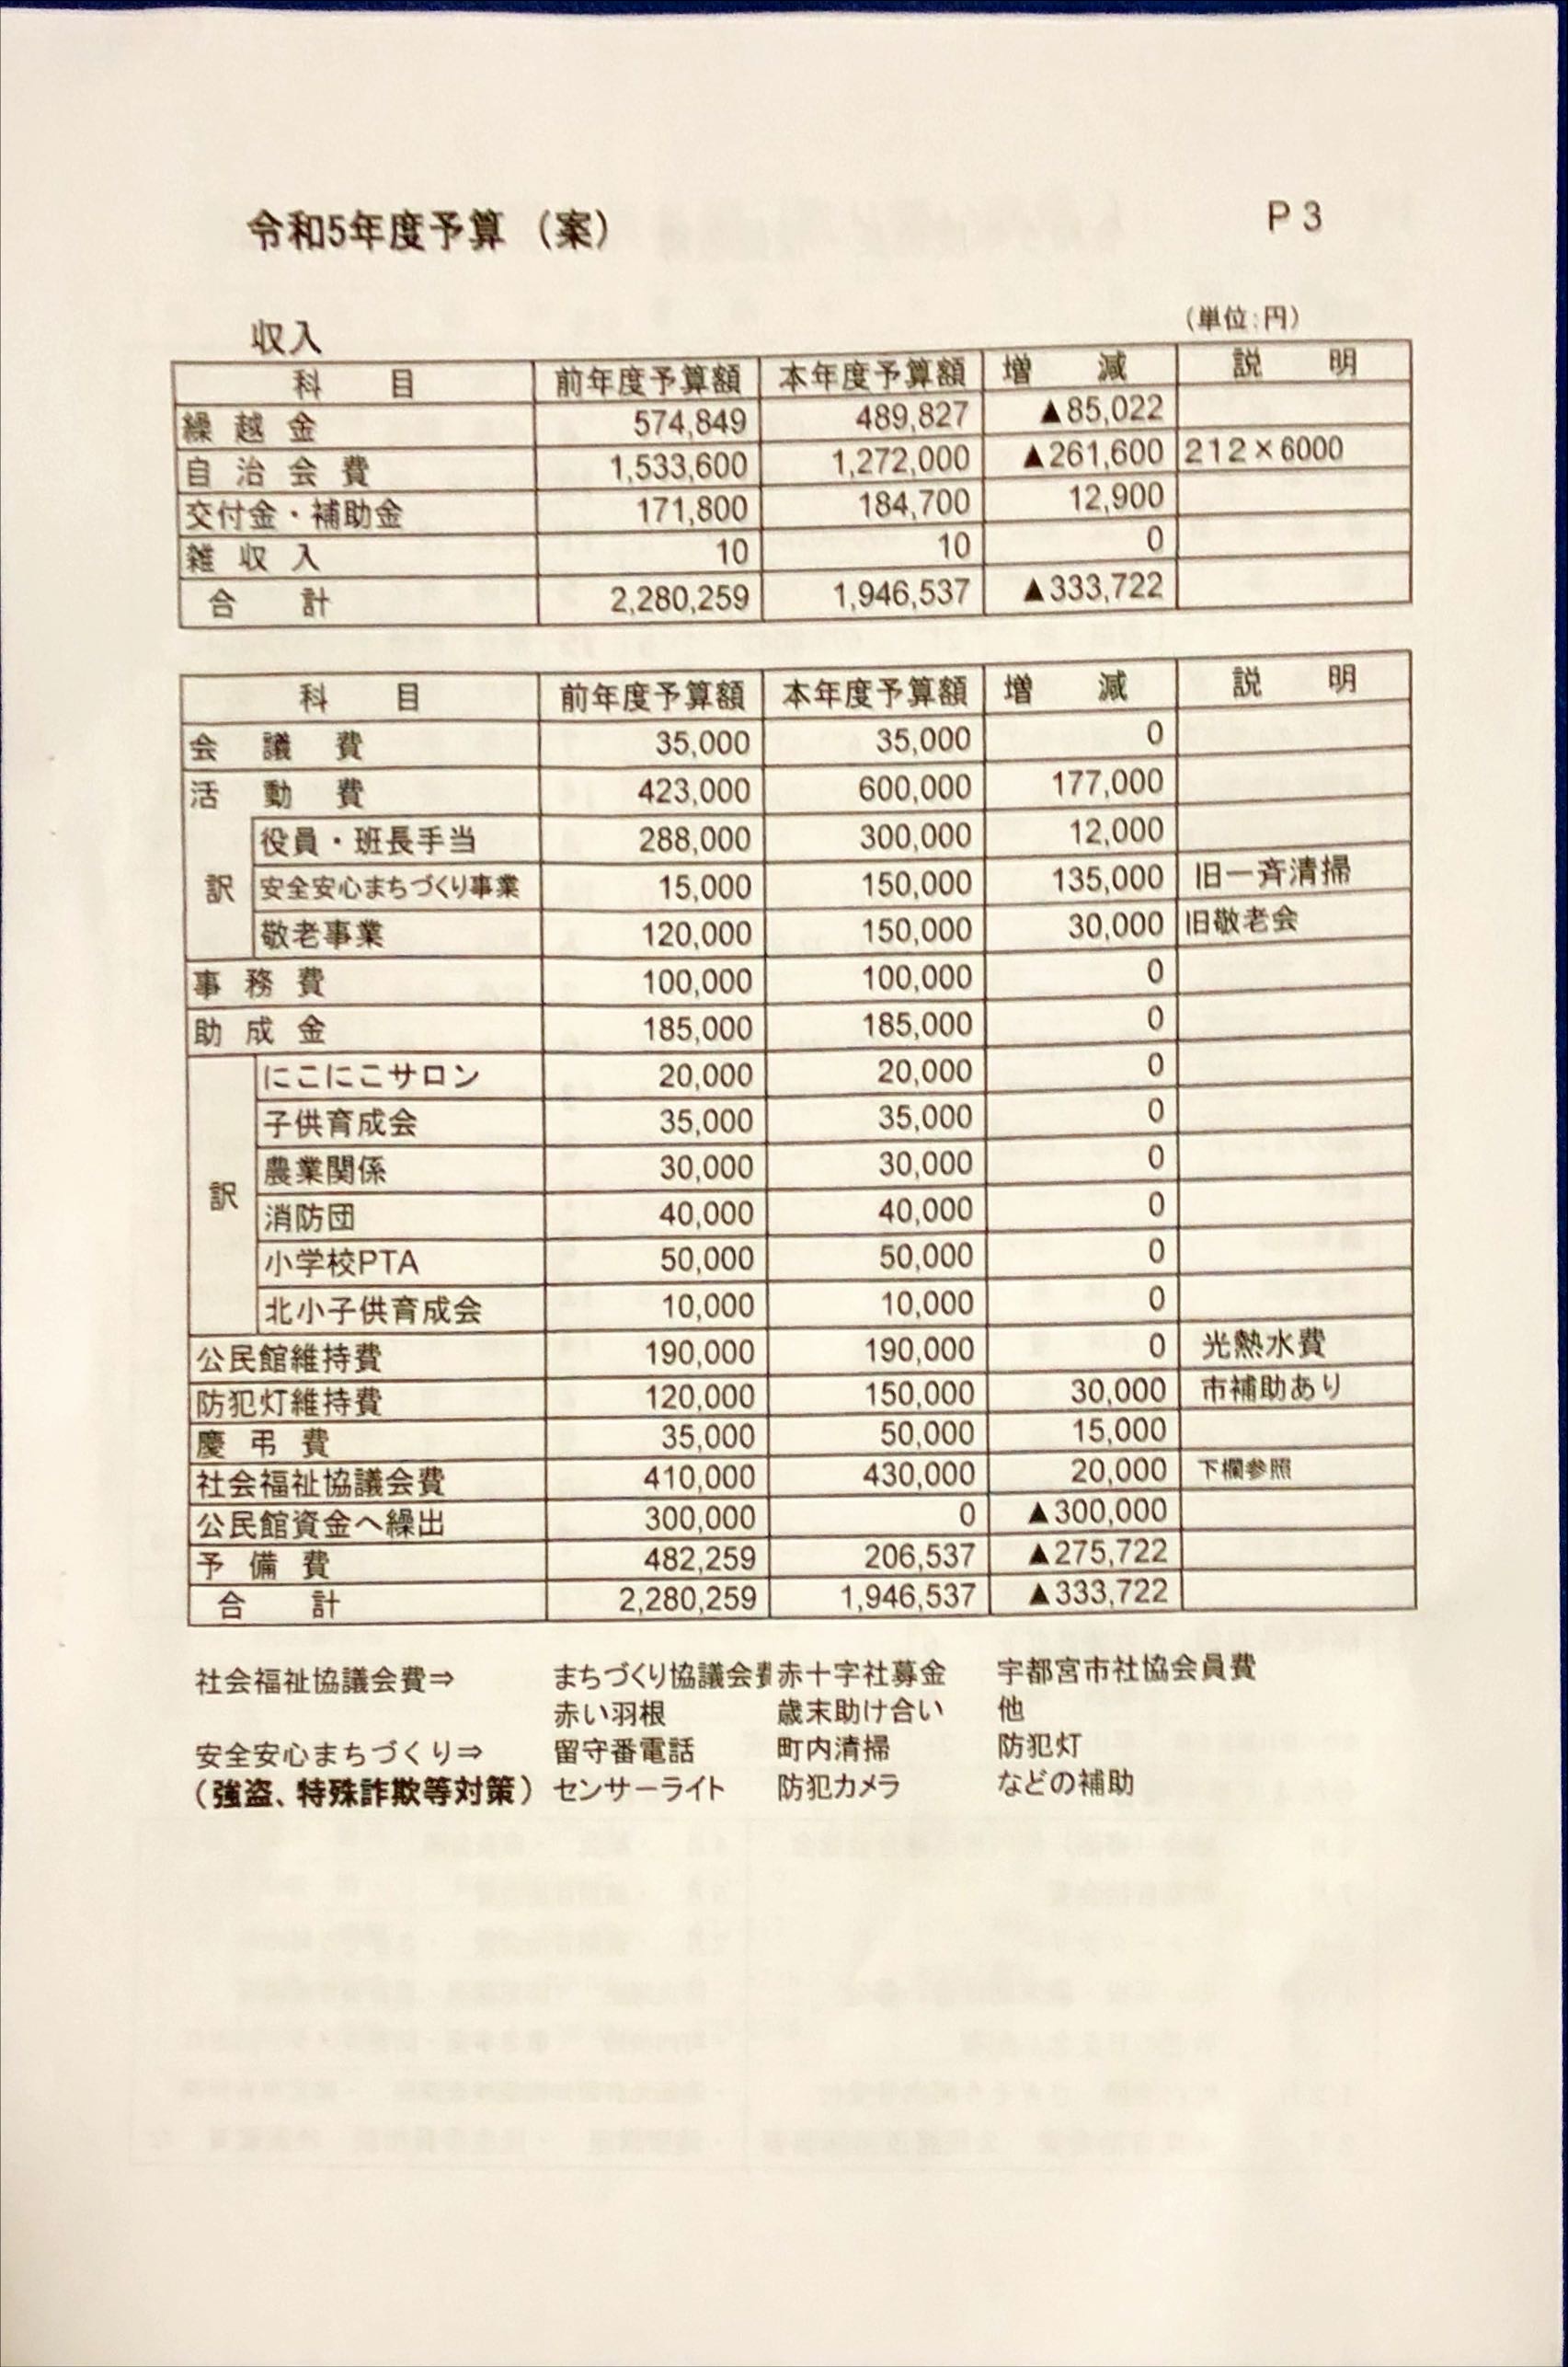 令和5年度予算（案）
P 3
収入
（単位:円）
科 目 前年度予算額 本年度予算額 増 減 説 明
繰 越 金 574,849 489,827 ▲85,022
自 治 会 費 1,533,600 1,272,000 ▲261,600 212×6000
交付金・補助金 171,800 184,700 12,900
雑 収 入 10 10 0
合 計 2,280,259 1,946,537 ▲333,722
科 目 前年度予算額 本年度予算額 増 減 説 明
会 議 費 35,000 35,000 0
活 動 費 423,000 600,000 177,000
役員・班長手当 288,000 300,000 12,000
訳 安全安心まちづくり事業 15,000 150,000 135,000 旧一斉清掃
敬老事業 120,000 150,000 30,000 旧敬老会
事 務 費 100,000 100,000 0
助 成 金 185,000 185,000 0
にこにこサロン 20,000 20,000 0
子供育成会 35,000 35,000 0
農業関係 30,000 30,000 0
訳 消防団 40,000 40,000 0
小学校PTA 50,000 50,000 0
北小子供育成会 10,000 10,000 0
公民館維持費 190,000 190,000 0 光熱水費
防犯灯維持費 120,000 150,000 30,000 市補助あり
慶 弔 費 35,000 50,000 15,000
社会福祉協議会費 410,000 430,000 20,000 下欄参照
公民館資金へ繰出 300,000 0 ▲300,000
予 備 費 482,259 206,537 ▲275,722
合 計 2,280,259 1,946,537 ▲333,722
社会福祉協議会費⇒ まちづくり協議会費 赤十字社募金 宇都宮市社協会員費
赤い羽根 歳末助け合い 他
安全安心まちづくり⇒ 留守番電話 町内清掃 防犯灯
（強盗、特殊詐欺等対策） センサーライト 防犯カメラ などの補助